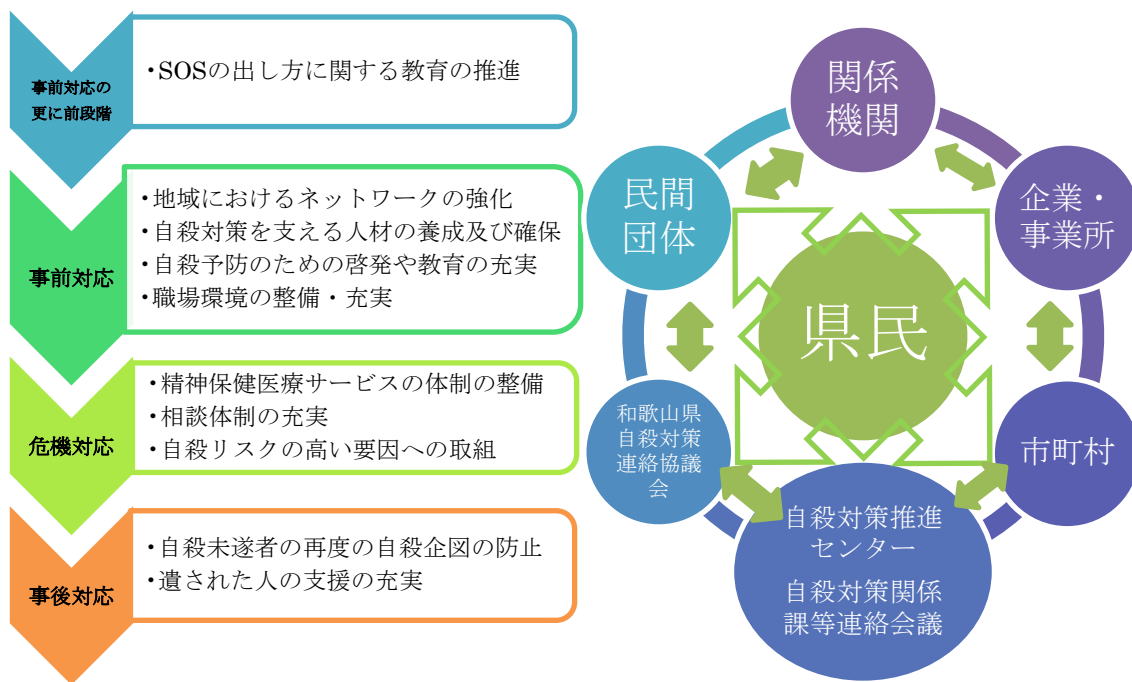 事前対応の
更に前段階
・SOSの出し方に関する教育の推進
事前対応
・地域におけるネットワークの強化
・自殺対策を支える人材の養成及び確保
・自殺予防のための啓発や教育の充実
・職場環境の整備・充実
危機対応
・精神保健医療サービスの体制の整備
・相談体制の充実
・自殺リスクの高い要因への取組
事後対応
・自殺未遂者の再度の自殺企図の防止
・遺された人の支援の充実
関係
機関
民間
団体
企業・
事業所
県民
和歌山県
自殺対策
連絡協議
会
市町村
自殺対策推進
センター
自殺対策関係
課等連絡会議